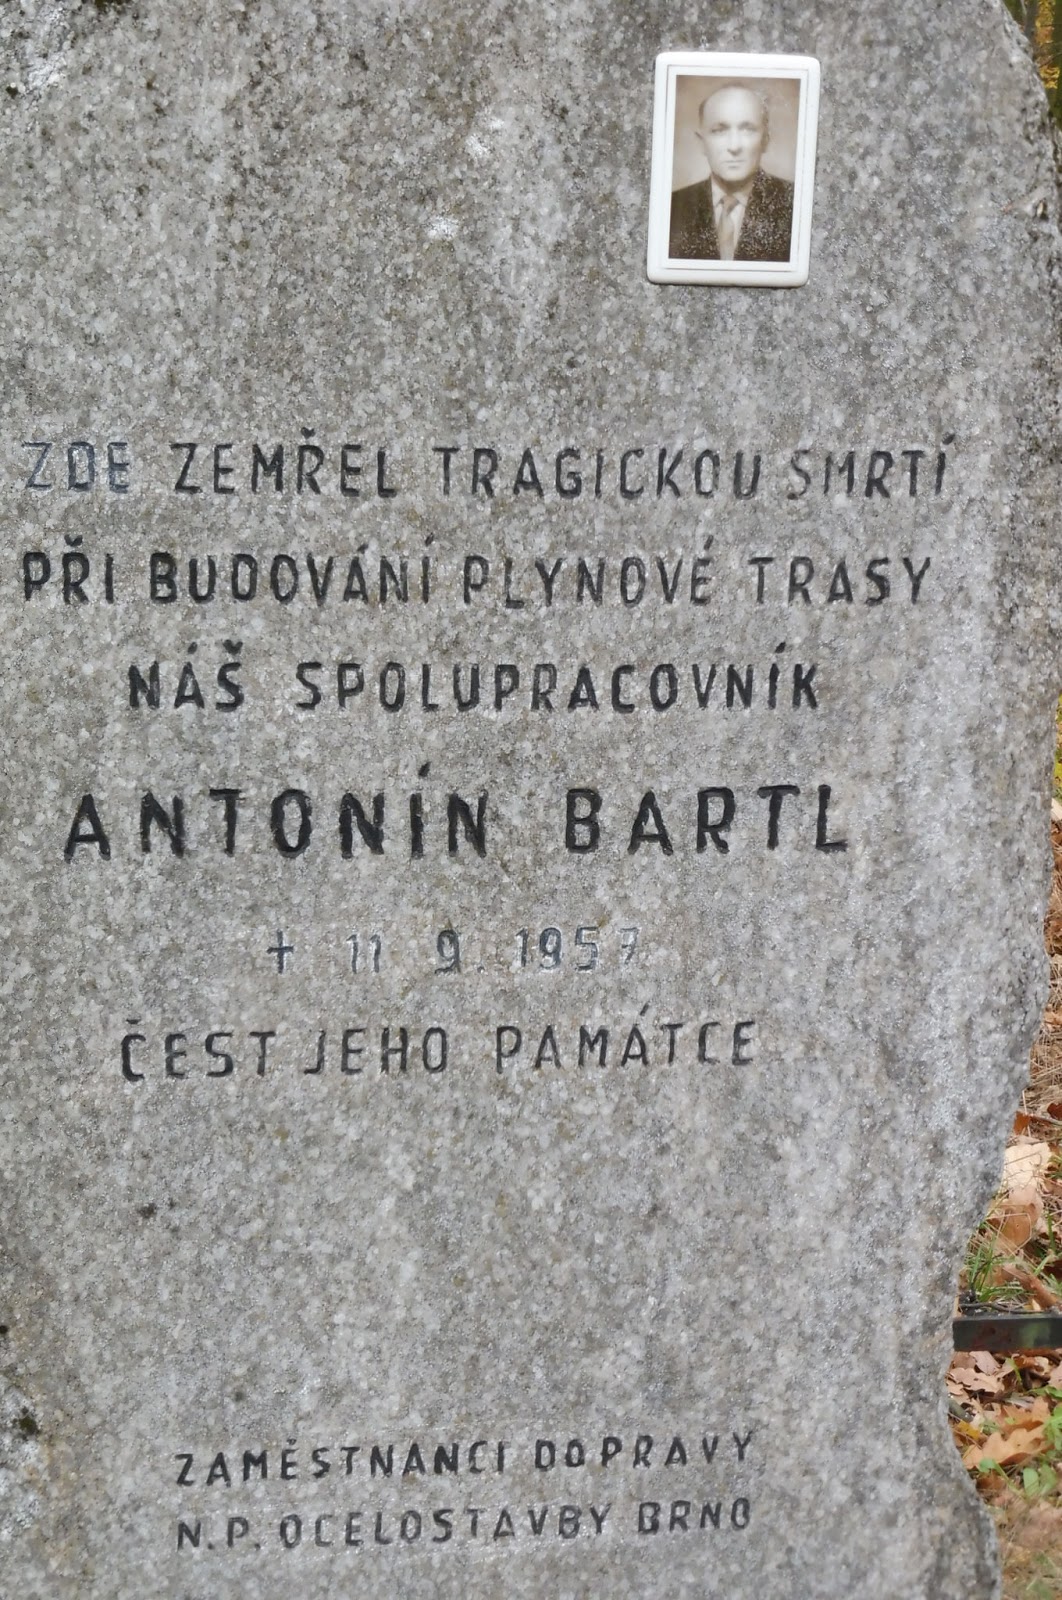 ZDE ZEMŘEL TRAGICKOU SMRTÍ
PŘI BUDOVÁNÍ PLYNOVÉ TRASY
NÁŠ SPOLUPRACOVNÍK
ANTONÍN BARTL
+ 11 9. 1957
ČEST JEHO PAMÁTCE
ZAMĚSTNANCI DOPRAVY
N.P. OCELOSTAVBY BRNO